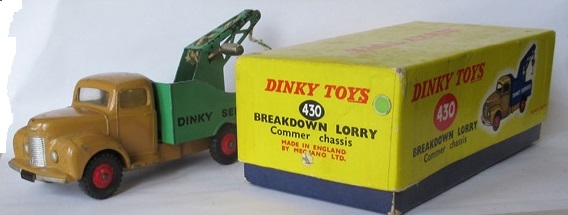 DINKY SE
DINKY TOYS
430
BREAKDOWN LORRY
Commer chassis
MADE IN ENGLAND
BY MECCANO LTD.
DINKY TOYS
430
BREAKDOWN LORRY
Commer chassis